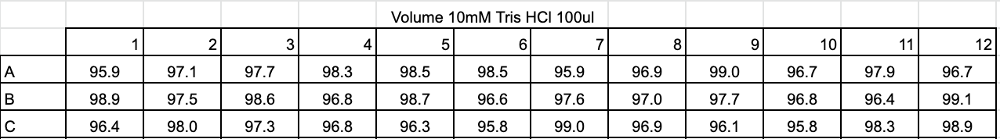 Volume 10mM Tris HCl 100ul
1 2 3 4 5 6 7 8 9 10 11 12
A 95.9 97.1 97.7 98.3 98.5 98.5 95.9 96.9 99.0 96.7 97.9 96.7
B 98.9 97.5 98.6 96.8 98.7 96.6 97.6 97.0 97.7 96.8 96.4 99.1
C 96.4 98.0 97.3 96.8 96.3 95.8 99.0 96.9 96.1 95.8 98.3 98.9